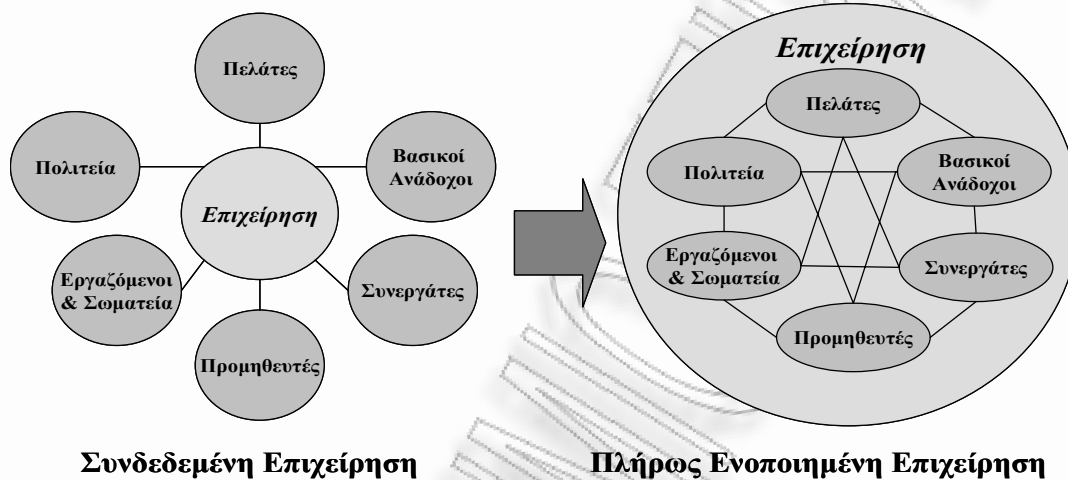 Πελάτες
Πολιτεία
Βασικοί
Ανάδοχοι
Επιχείρηση
Εργαζόμενοι
& Σωματεία
Συνεργάτες
Προμηθευτές
Συνδεδεμένη Επιχείρηση
Επιχείρηση
Πελάτες
Πολιτεία
Βασικοί
Ανάδοχοι
Εργαζόμενοι
& Σωματεία
Συνεργάτες
Προμηθευτές
Πλήρως Ενοποιημένη Επιχείρηση